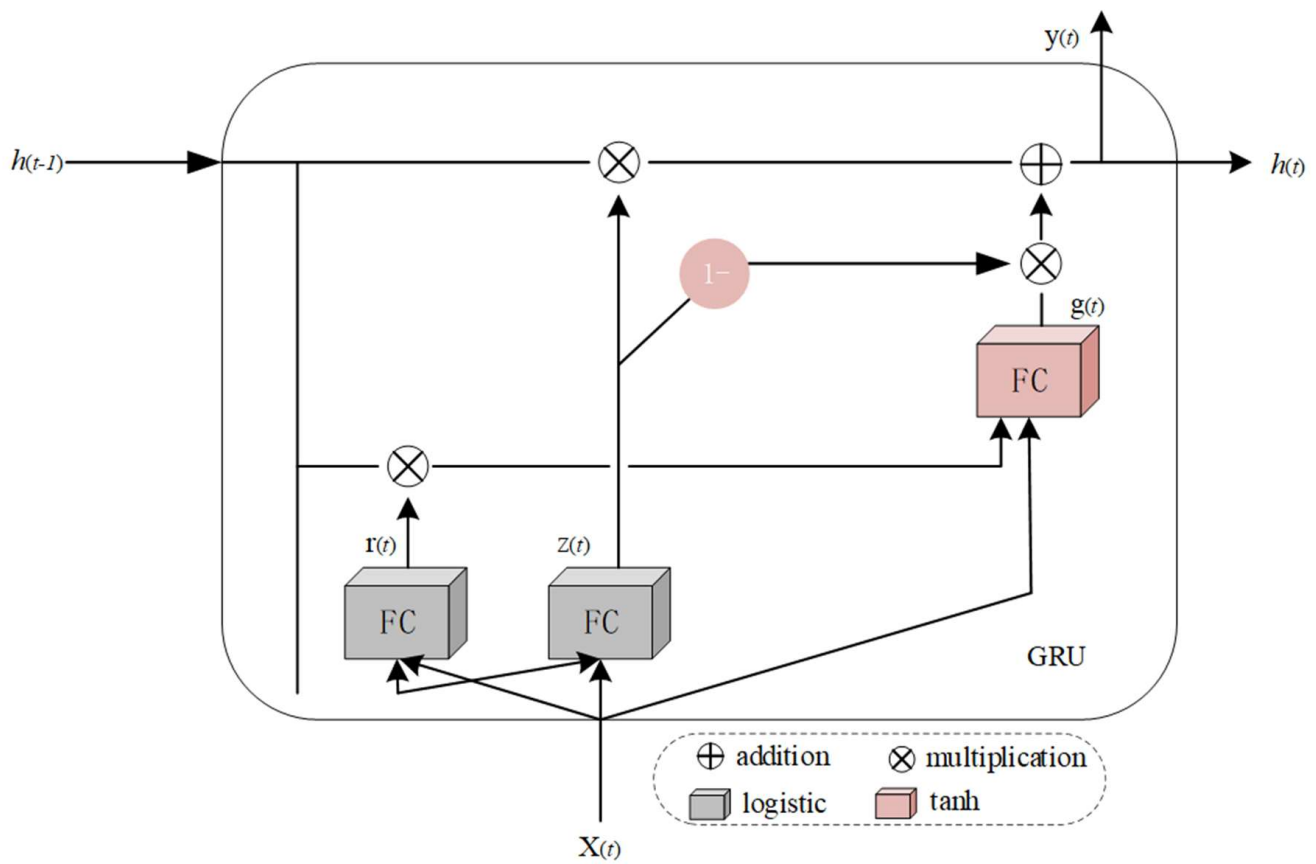 y(t)
h(t-1)
h(t)
1-
g(t)
FC
r(t)
z(t)
FC
FC
GRU
addition
multiplication
logistic
tanh
X(t)